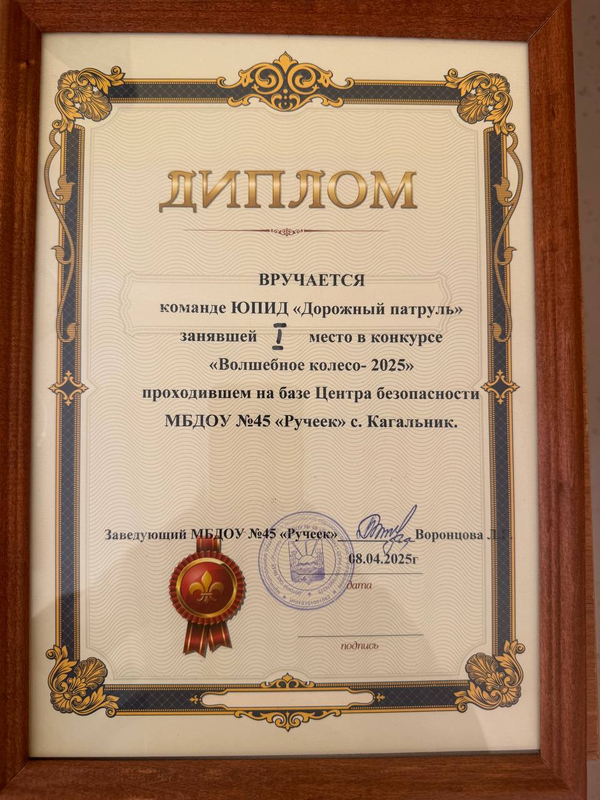 ДИПЛОМ
ВРУЧАЕТСЯ
команде ЮПИД «Дорожный патруль»
занявшей I место в конкурсе
«Волшебное колесо- 2025»
проходившем на базе Центра безопасности
МБДОУ №45 «Ручеек» с. Кагальник.
Заведующий МБДОУ №45 «Ручеек» Воронцова Л.
08.04.2025г
дата
подпись